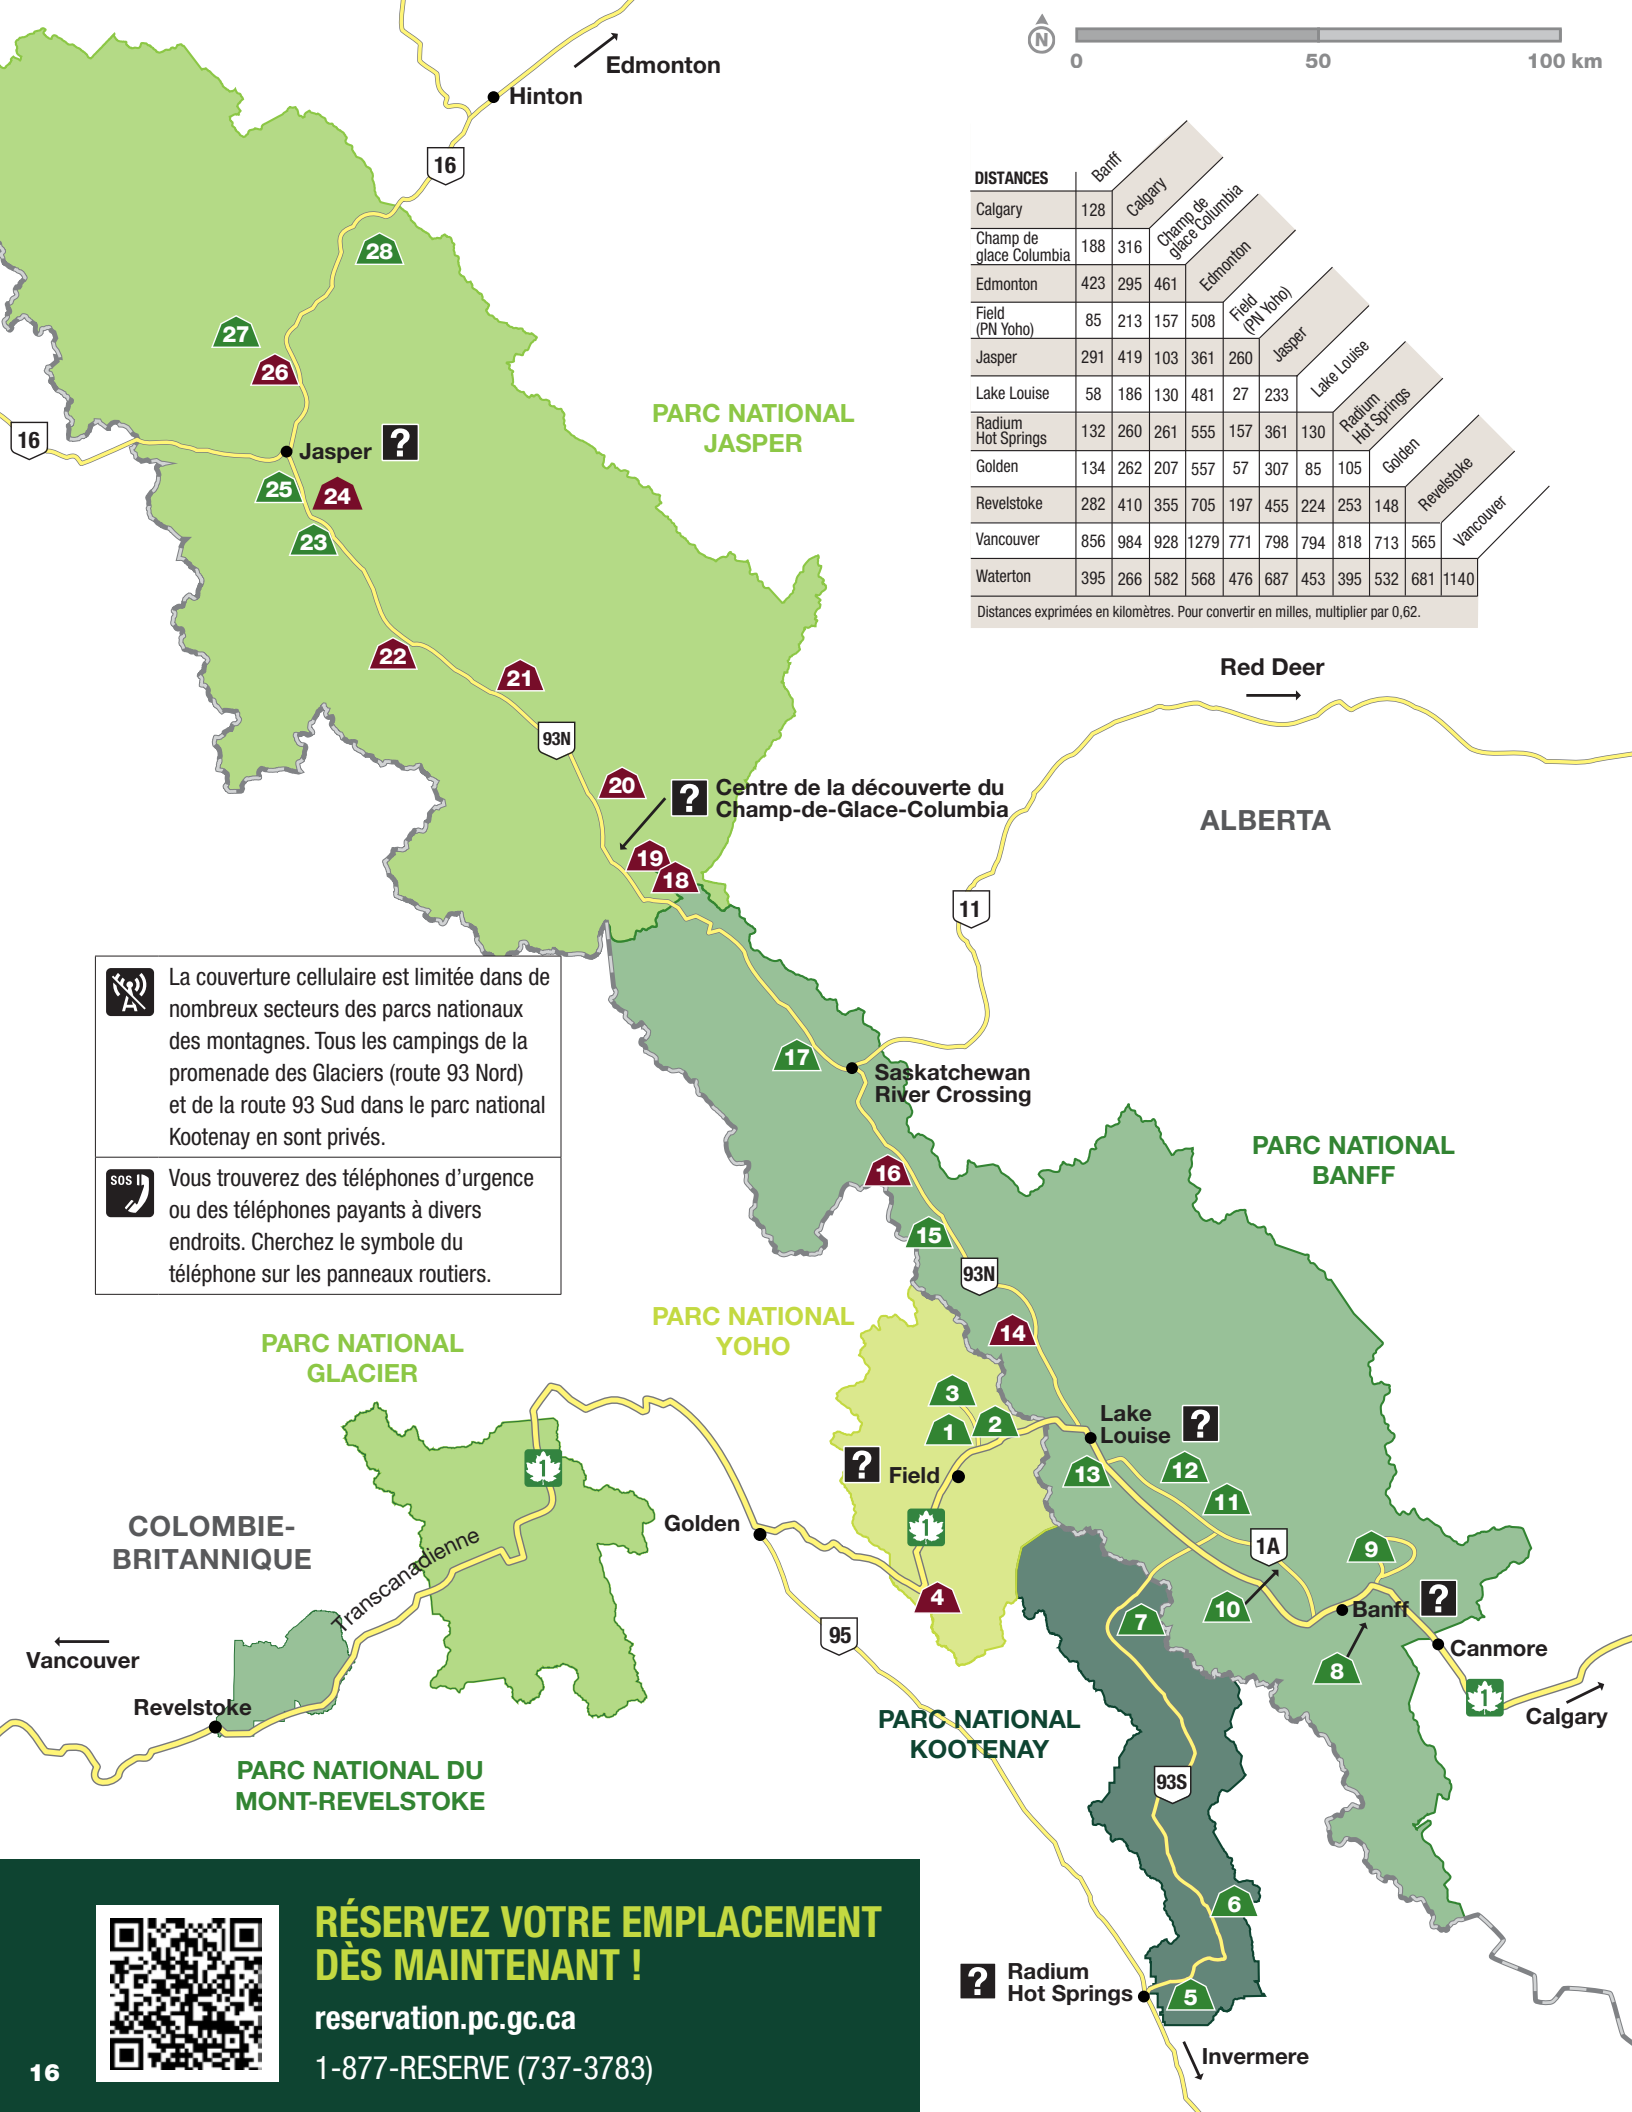 Edmonton
Hinton
16
N
0 50 100 km
DISTANCES
Banff
Calgary
Champ de
glace Columbia
Edmonton
Field
(PN Yoho)
Jasper
Lake Louise
Radium
Hot Springs
Golden
Revelstoke
Vancouver
Calgary 128
Champ de
glace Columbia 188 316
Edmonton 423 295 461
Field
(PN Yoho) 85 213 157 508
Jasper 291 419 103 361 260
Lake Louise 58 186 130 481 27 233
Radium
Hot Springs 132 260 261 555 157 361 130
Golden 134 262 207 557 57 307 85 105
Revelstoke 282 410 355 705 197 455 224 253 148
Vancouver 856 984 928 1279 771 798 794 818 713 565
Waterton 395 266 582 568 476 687 453 395 532 681 1140
Distances exprimées en kilomètres. Pour convertir en milles, multiplier par 0,62.
28
27
26
16
Jasper ?
25
24
23
PARC NATIONAL
JASPER
22
21
93N
20
? Centre de la découverte du
Champ-de-Glace-Columbia
19
18
Red Deer
ALBERTA
11
La couverture cellulaire est limitée dans de
nombreux secteurs des parcs nationaux
des montagnes. Tous les campings de la
promenade des Glaciers (route 93 Nord)
et de la route 93 Sud dans le parc national
Kootenay en sont privés.
SOS
Vous trouverez des téléphones d’urgence
ou des téléphones payants à divers
endroits. Cherchez le symbole du
téléphone sur les panneaux routiers.
17
Saskatchewan
River Crossing
16
15
93N
PARC NATIONAL
BANFF
14
PARC NATIONAL
YOHO
PARC NATIONAL
GLACIER
3
1
2
Lake
Louise ?
? Field
13
12
11
1
1
1A
9
10
Banff ?
8
Canmore
1
Calgary
COLOMBIE-
BRITANNIQUE
Transcanadienne
Golden
4
95
7
Vancouver
Revelstoke
PARC NATIONAL DU
MONT-REVELSTOKE
PARC NATIONAL
KOOTENAY
93S
6
? Radium
Hot Springs
5
Invermere
RÉSERVEZ VOTRE EMPLACEMENT
DÈS MAINTENANT !
reservation.pc.gc.ca
1-877-RESERVE (737-3783)
16